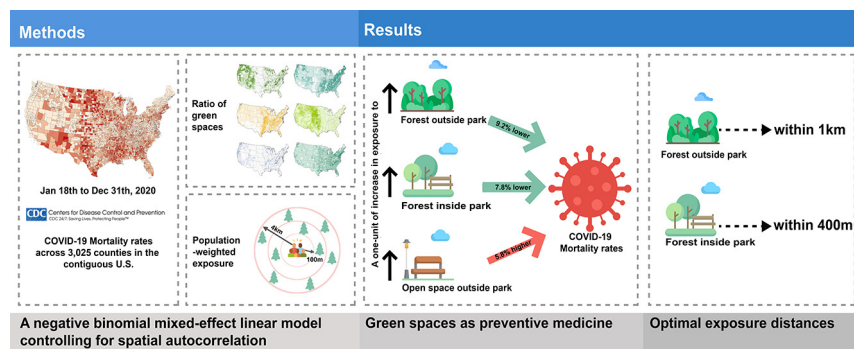 Methods
Results
Jan 18th to Dec 31th, 2020
CDC Centers for Disease Control and Prevention
CDC 24/7: Saving Lives, Protecting People™
COVID-19 Mortality rates
across 3,025 counties in the
contiguous U.S.
Ratio of
green
spaces
Population
-weighted
exposure
4km
100m
A one-unit of increase in exposure to
Forest outside park
9.2% lower
Forest inside park
7.8% lower
Open space outside park
5.8% higher
COVID-19
Mortality rates
Forest outside park
within 1km
Forest inside park
within 400m
A negative binomial mixed-effect linear model
controlling for spatial autocorrelation
Green spaces as preventive medicine
Optimal exposure distances